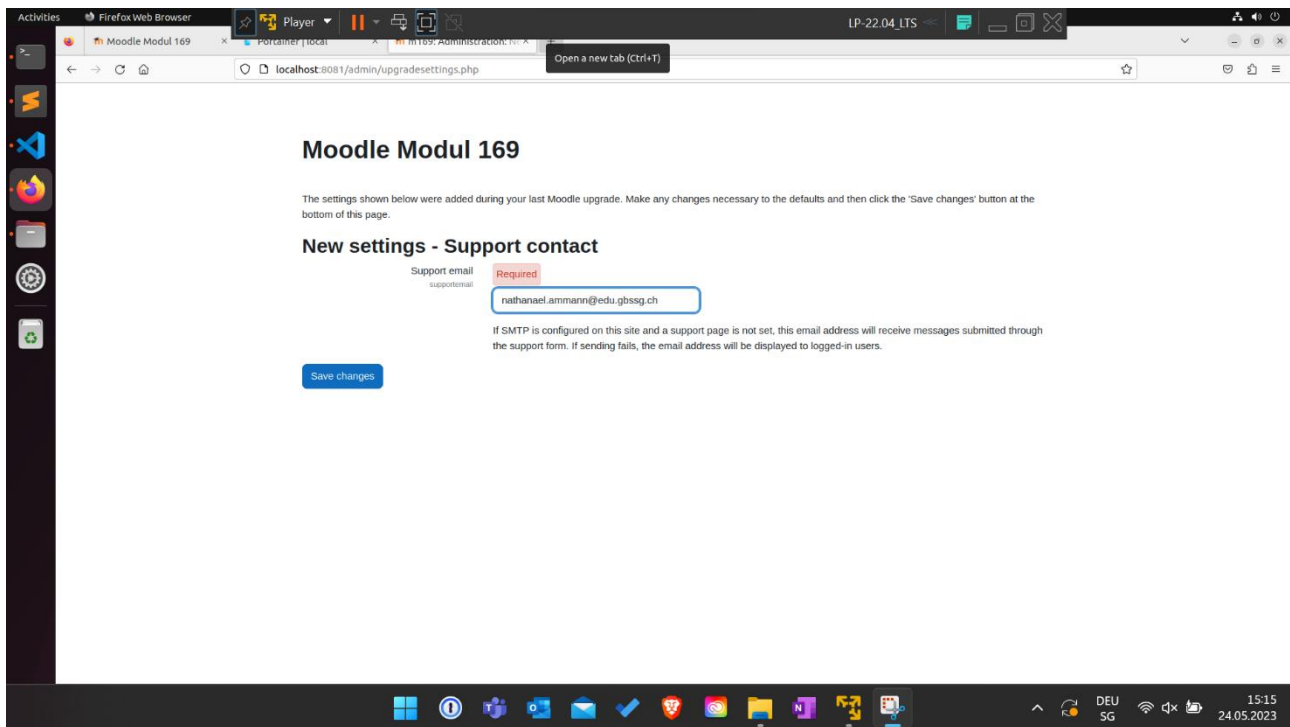 Activities
Firefox Web Browser
Player
LP-22.04_LTS
Moodle Modul 169
Portainer | local
m169: Administration:
Open a new tab (Ctrl+T)
localhost:8081/admin/upgradesettings.php
Moodle Modul 169
The settings shown below were added during your last Moodle upgrade. Make any changes necessary to the defaults and then click the 'Save changes' button at the
bottom of this page.
New settings - Support contact
Support email
Required
supportemail
nathanael.ammann@edu.gbssg.ch
If SMTP is configured on this site and a support page is not set, this email address will receive messages submitted through
the support form. If sending fails, the email address will be displayed to logged-in users.
Save changes
DEU
SG
15:15
24.05.2023